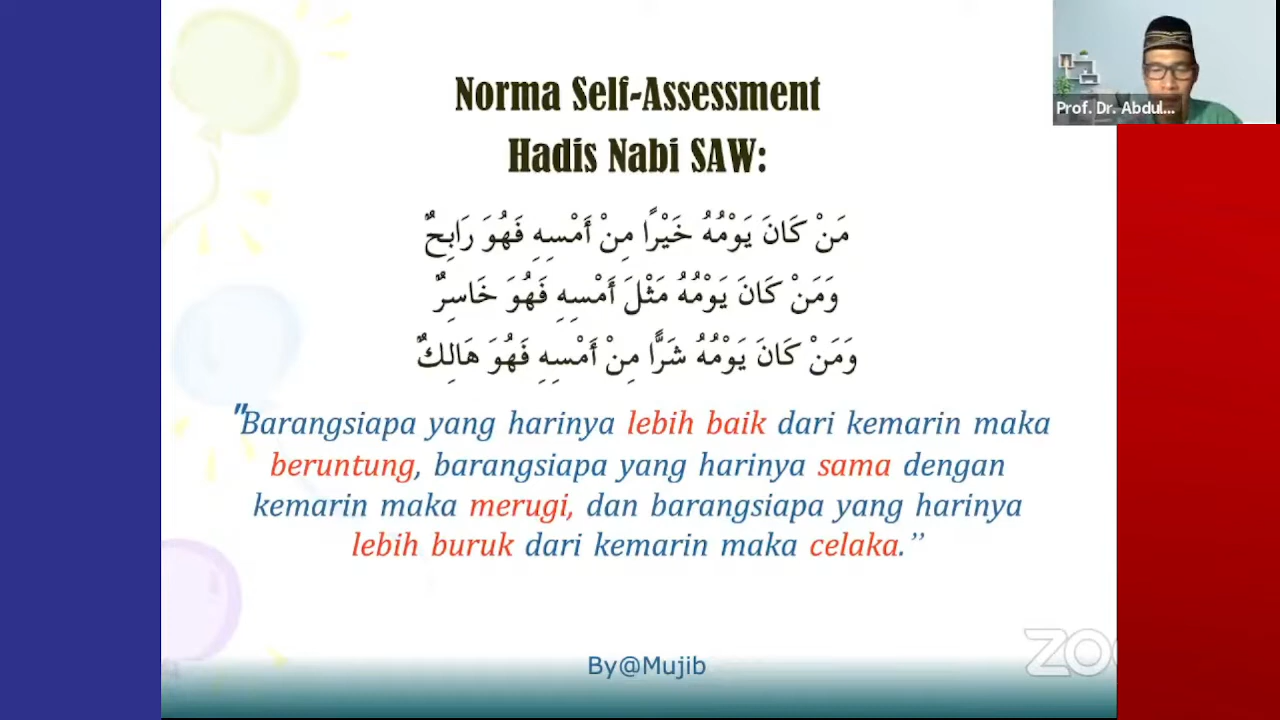 Norma Self-Assessment
Hadis Nabi SAW:
مَنْ كَانَ يَوْمُهُ خَيْرًا مِنْ أَمْسِهِ فَهُوَ رَابِحٌ
وَمَنْ كَانَ يَوْمُهُ مَثْلَ أَمْسِهِ فَهُوَ خَاسِرٌ
وَمَنْ كَانَ يَوْمُهُ شَرًّا مِنْ أَمْسِهِ فَهُوَ هَالِكٌ
"Barangsiapa yang harinya lebih baik dari kemarin maka
beruntung, barangsiapa yang harinya sama dengan
kemarin maka merugi, dan barangsiapa yang harinya
lebih buruk dari kemarin maka celaka.’’
By@Mujib
Prof. Dr. Abdul...
ZO